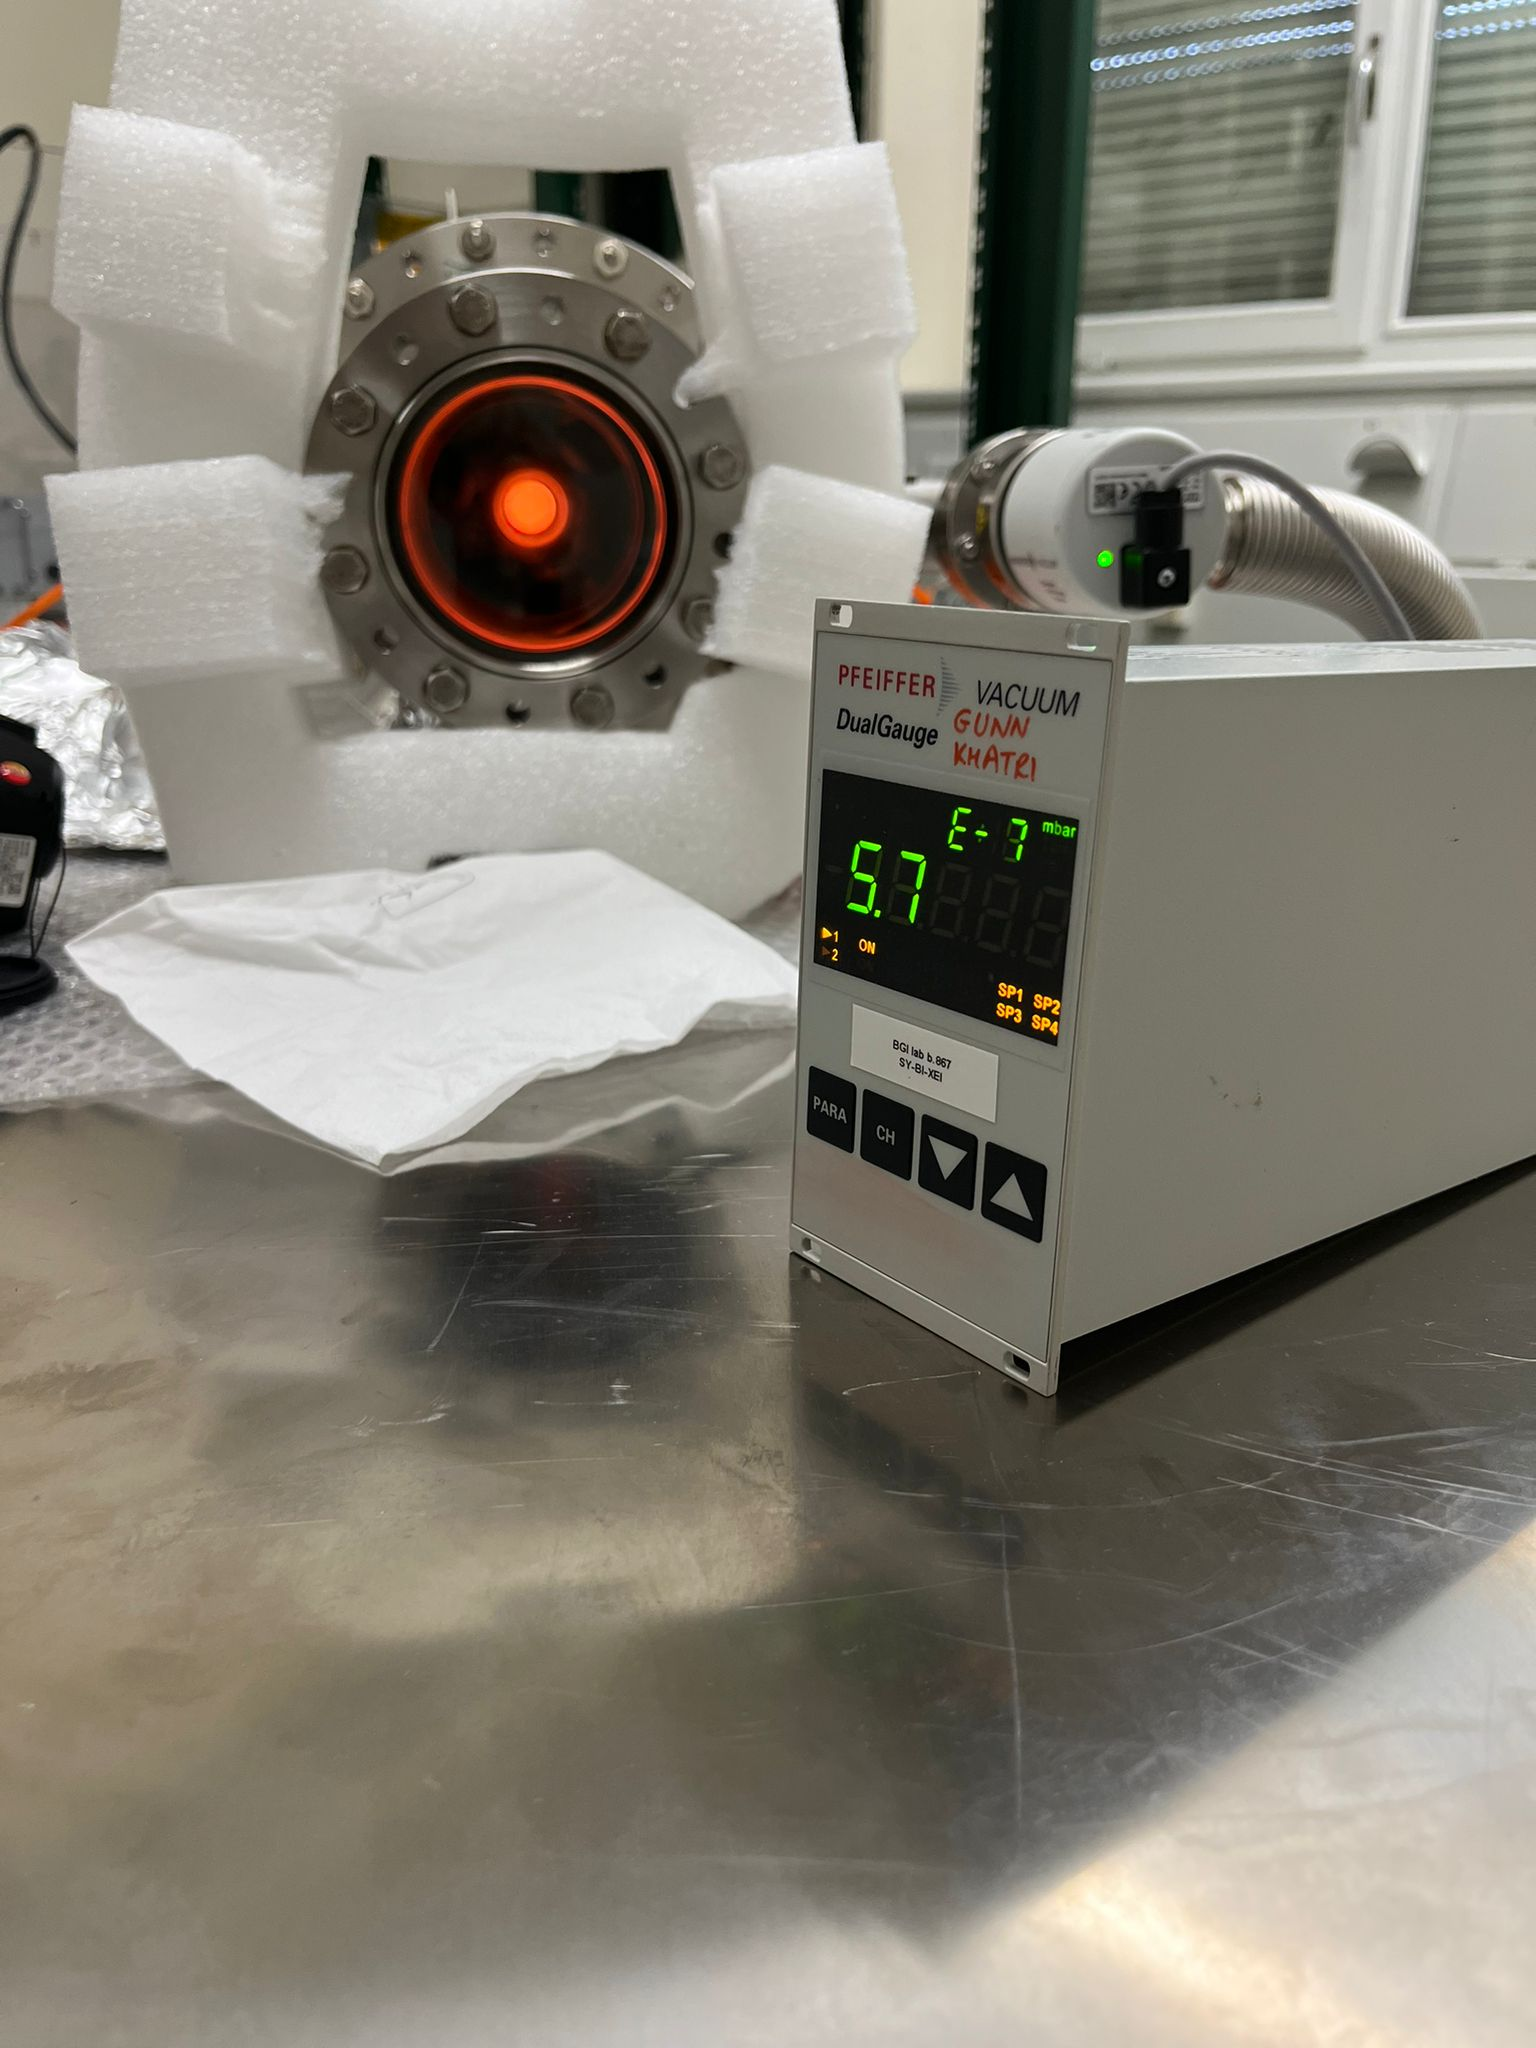 PFEIFFER VACUUM
DualGauge GUNN
KHATRI
E-7 mbar
5.7
1 ON
2
SP1 SP2
SP3 SP4
BGI lab b.867
SY-BI-XEI
PARA CH